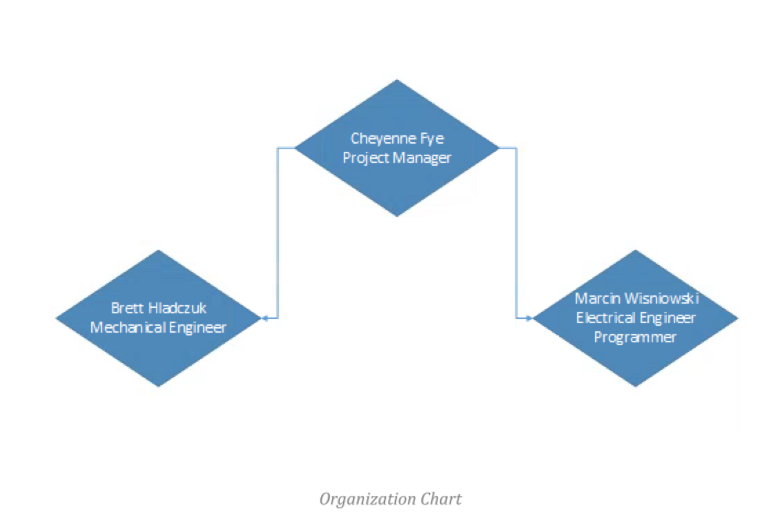 Cheyenne Fye
Project Manager
Brett Hladczuk
Mechanical Engineer
Marcin Wisniowski
Electrical Engineer
Programmer
Organization Chart